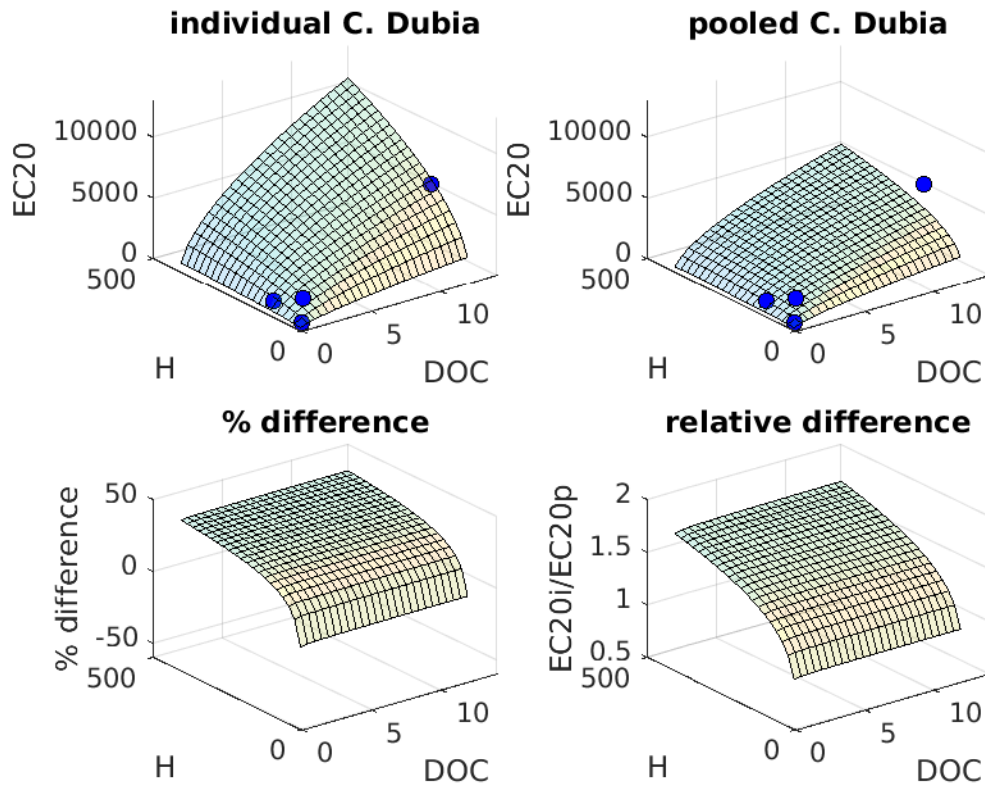 individual C. Dubia
pooled C. Dubia
EC20
10000
5000
0
500
H
0
0
5
10
DOC
EC20
10000
5000
0
500
H
0
0
5
10
DOC
% difference
relative difference
% difference
50
0
-50
500
H
0
0
5
10
DOC
EC20i/EC20p
2
1.5
1
0.5
500
H
0
0
5
10
DOC